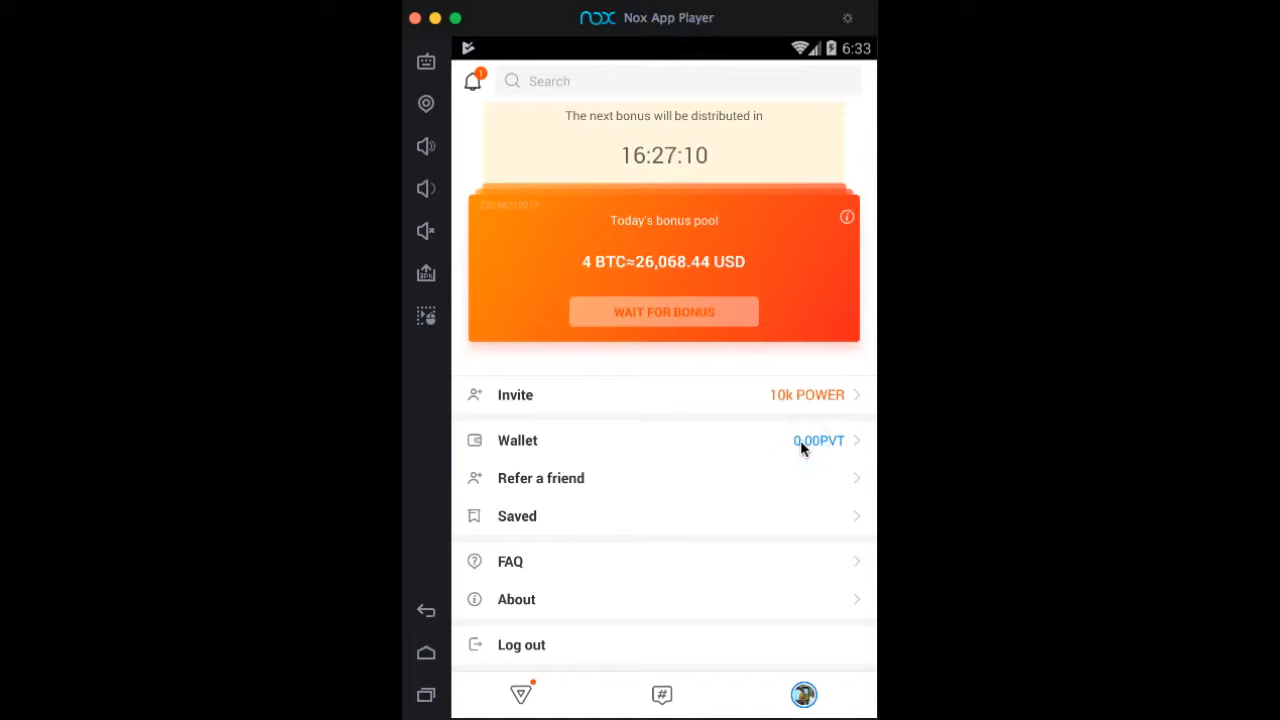 nox Nox App Player
6:33
1
Search
The next bonus will be distributed in
16:27:10
Today's bonus pool
4 BTC≈26,068.44 USD
WAIT FOR BONUS
Invite 10k POWER
Wallet 0.00PVT
Refer a friend
Saved
FAQ
About
Log out